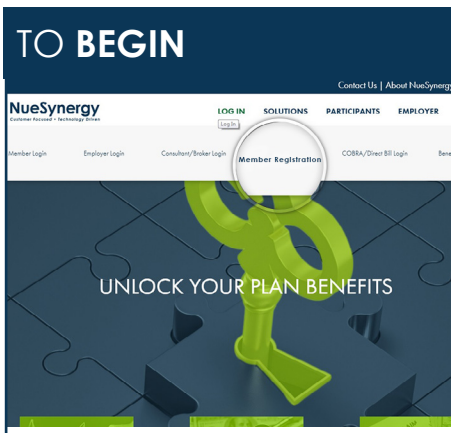 TO BEGIN
Contact Us | About NueSynergy
NueSynergy
Customer Focused • Technology Driven
LOG IN SOLUTIONS PARTICIPANTS EMPLOYER
Log In
Member Login Employer Login Consultant/Broker Login Member Registration COBRA/Direct Bill Login Bene
UNLOCK YOUR PLAN BENEFITS